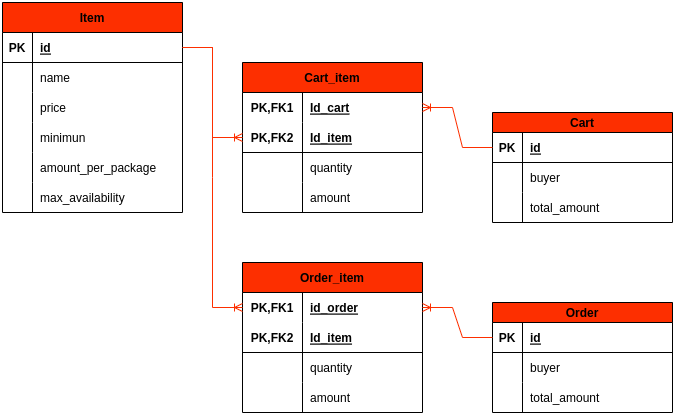 Item
PK id
name
price
minimun
amount_per_package
max_availability
Cart_item
PK,FK1 Id_cart
PK,FK2 Id_item
quantity
amount
Cart
PK id
buyer
total_amount
Order_item
PK,FK1 id_order
PK,FK2 Id_item
quantity
amount
Order
PK id
buyer
total_amount